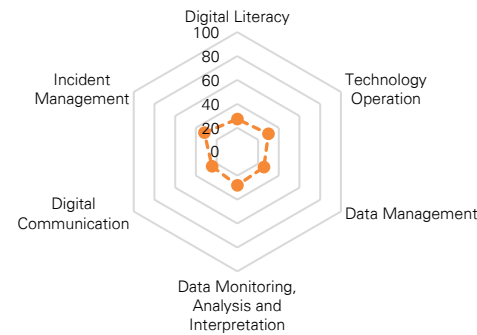 Digital Literacy
100
80
60
40
20
0
Technology
Operation
Data Management
Data Monitoring,
Analysis and
Interpretation
Digital
Communication
Incident
Management